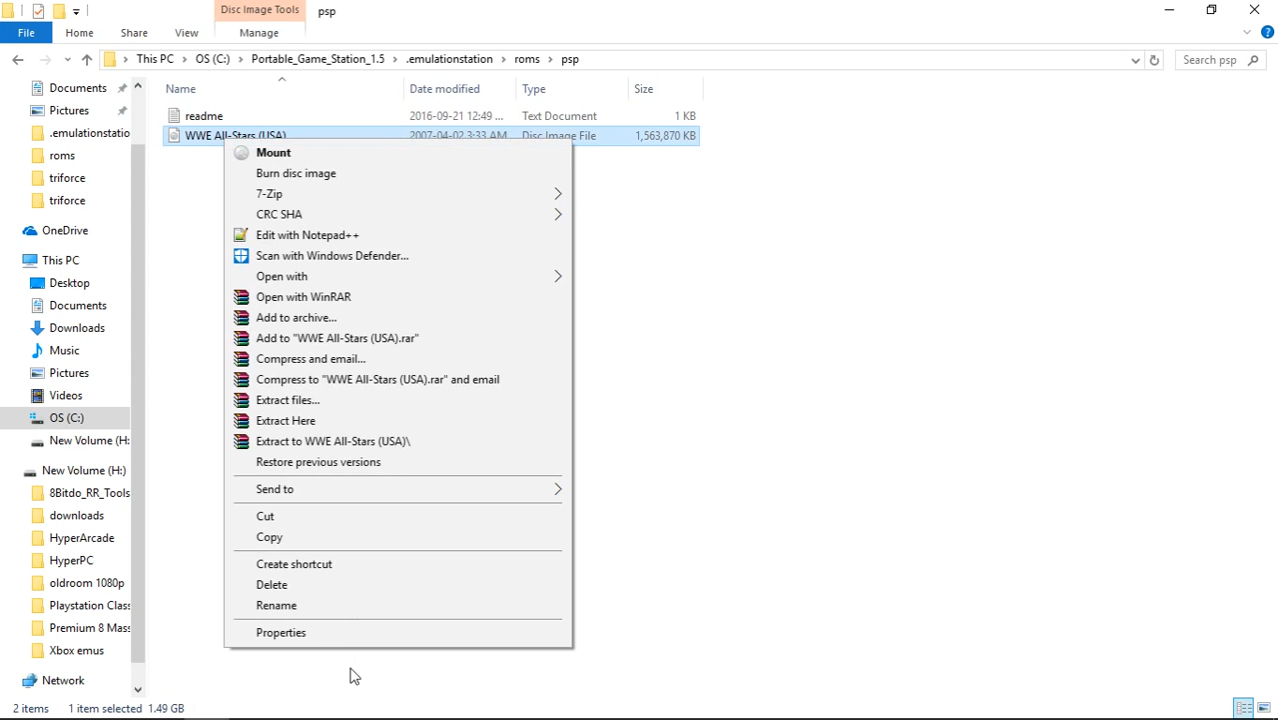 Disc Image Tools
psp
File
Home
Share
View
Manage
This PC
OS (C:)
Portable_Game_Station_1.5
.emulationstation
roms
psp
Search psp
Name
Date modified
Type
Size
readme
2016-09-21 12:49 ...
Text Document
1 KB
WWE All-Stars (USA)
2007-04-02 3:33 AM
Disc Image File
1,563,870 KB
Documents
Pictures
.emulationstatio
roms
triforce
triforce
OneDrive
This PC
Desktop
Documents
Downloads
Music
Pictures
Videos
OS (C:)
New Volume (H:
New Volume (H:)
8Bitdo_RR_Tools
downloads
HyperArcade
HyperPC
oldroom 1080p
Playstation Clas
Premium 8 Mass
Xbox emus
Network
Mount
Burn disc image
7-Zip
CRC SHA
Edit with Notepad++
Scan with Windows Defender...
Open with
Open with WinRAR
Add to archive...
Add to "WWE All-Stars (USA).rar"
Compress and email...
Compress to "WWE All-Stars (USA).rar" and email
Extract files...
Extract Here
Extract to WWE All-Stars (USA)\
Restore previous versions
Send to
Cut
Copy
Create shortcut
Delete
Rename
Properties
2 items
1 item selected 1.49 GB